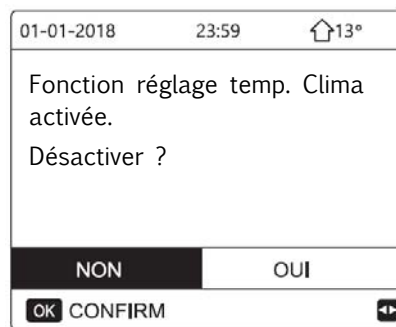 01-01-2018 23:59 13°
Fonction réglage temp. Clima
activée.
Désactiver ?
NON OUI
OK CONFIRM